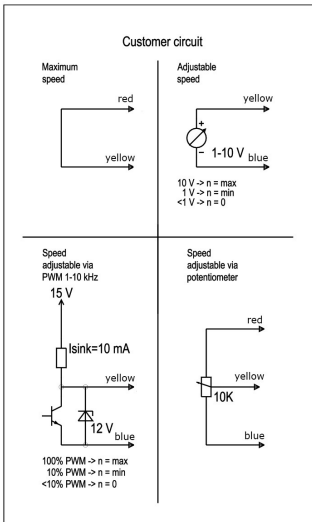 Customer circuit
Maximum
speed
red
yellow
Adjustable
speed
yellow
+
1-10 V
–
blue
10 V -> n = max
1 V -> n = min
<1 V -> n = 0
Speed
adjustable via
PWM 1-10 kHz
15 V
Isink=10 mA
yellow
12 V
blue
100% PWM -> n = max
10% PWM -> n = min
<10% PWM -> n = 0
Speed
adjustable via
potentiometer
red
yellow
10K
blue